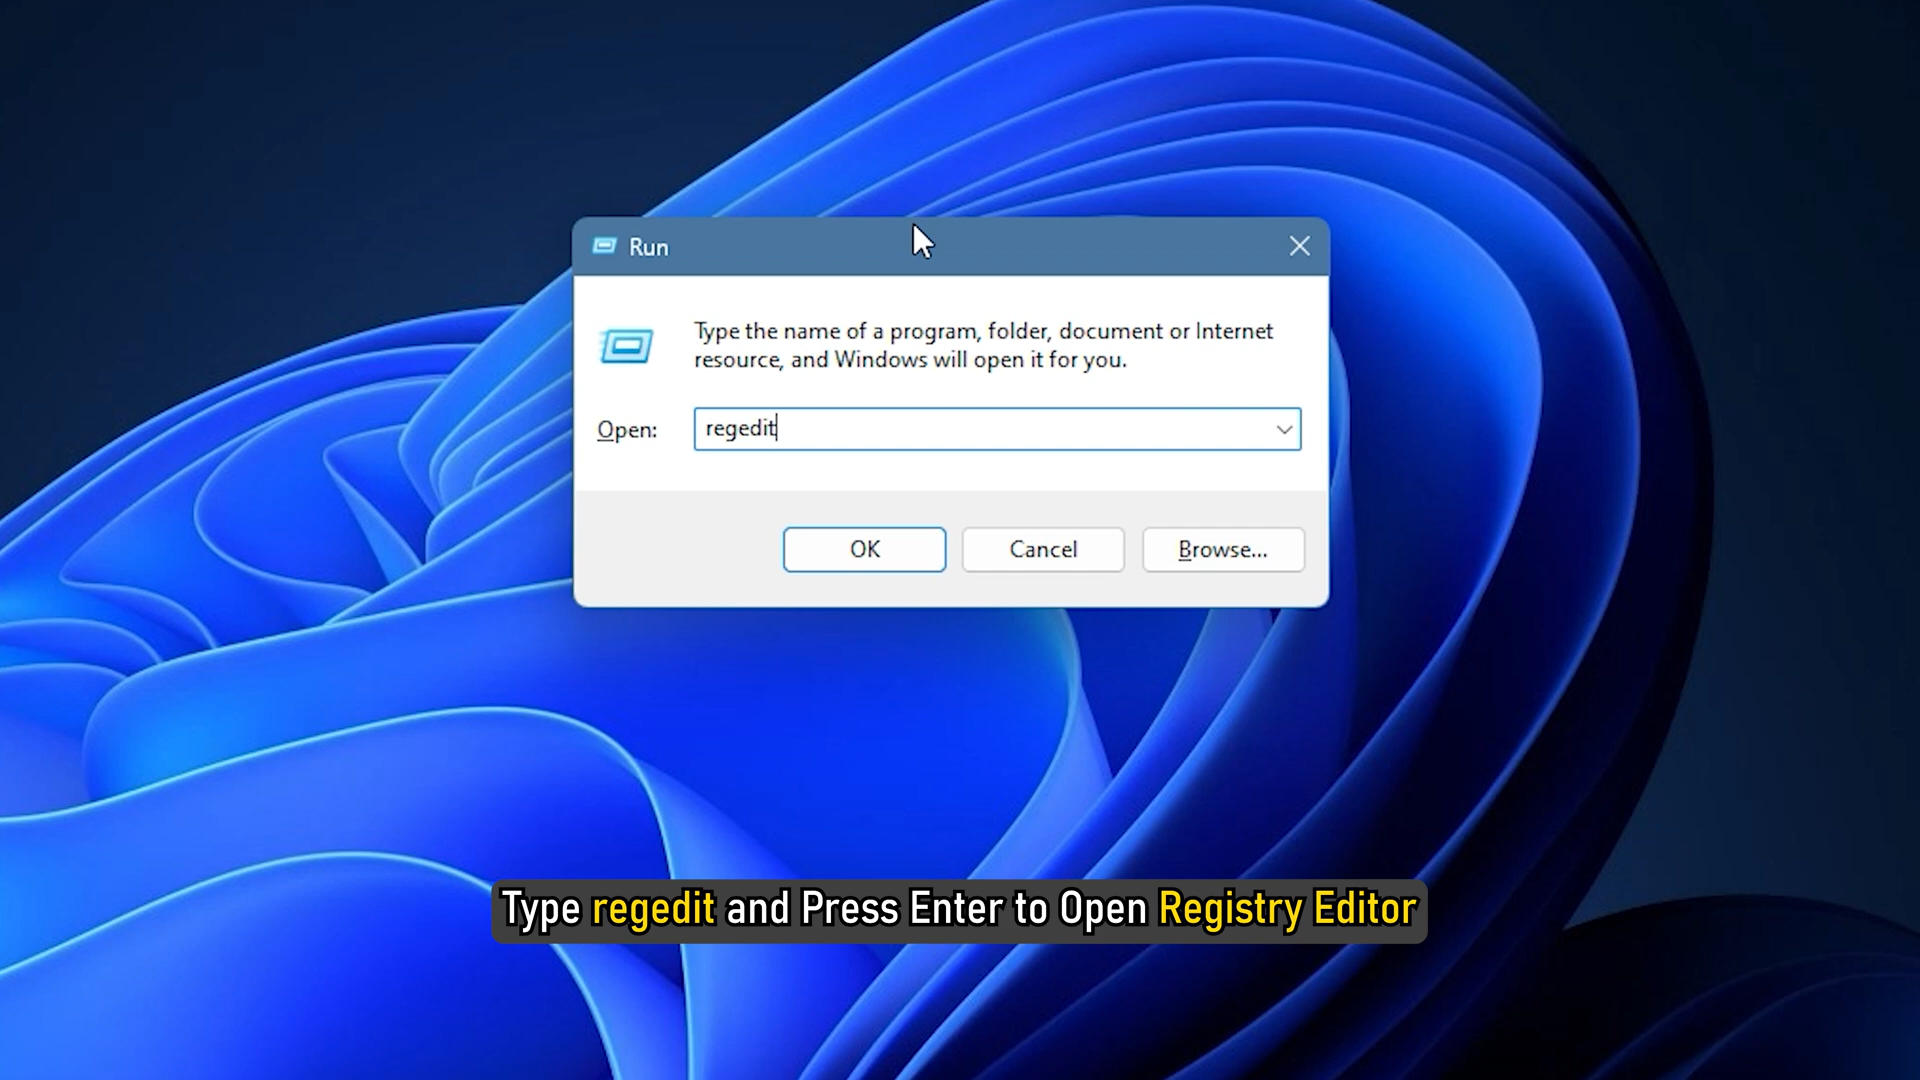 Run
Type the name of a program, folder, document or Internet
resource, and Windows will open it for you.
Open:
regedit
OK
Cancel
Browse...
Type regedit and Press Enter to Open Registry Editor